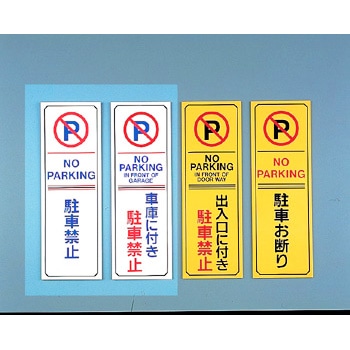 P
NO
PARKING
駐車禁止
P
NO
PARKING
IN FRONT OF
GARAGE
車庫に付き
駐車禁止
P
NO
PARKING
IN FRONT OF
DOOR WAY
出入口に付き
駐車禁止
P
NO
PARKING
駐車お断り